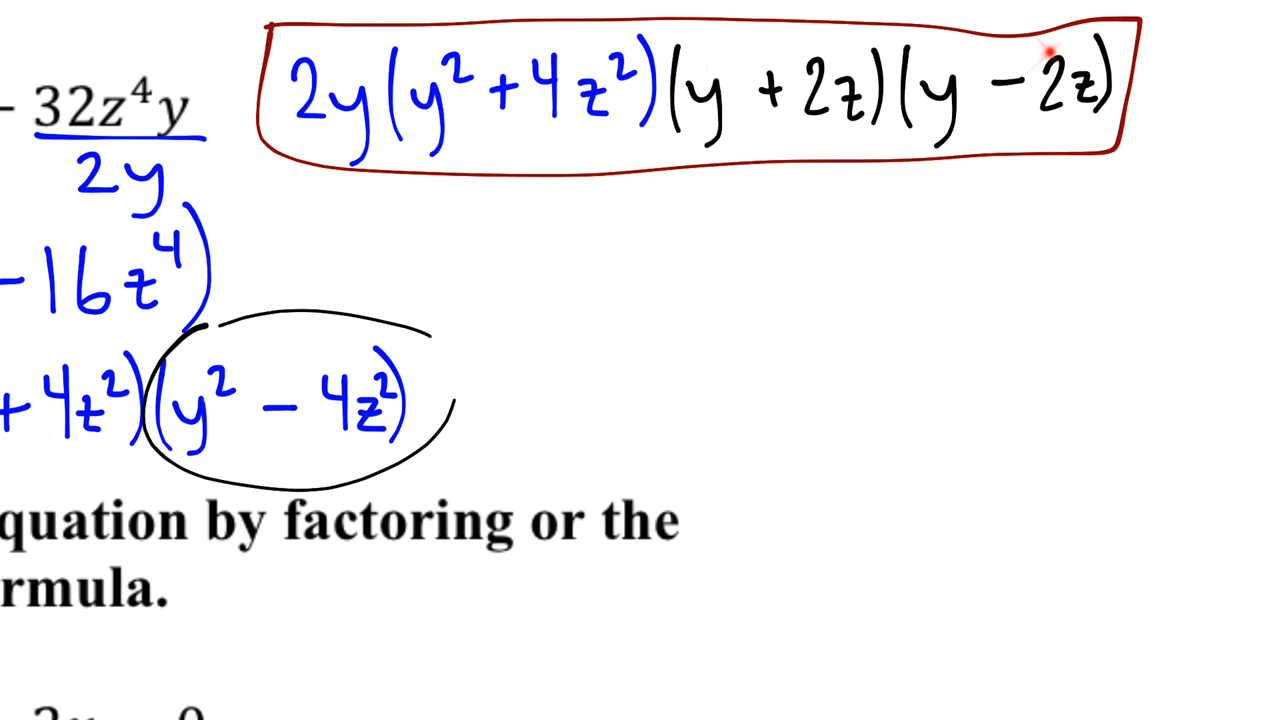 2y(y² + 4z²)(y + 2z)(y − 2z)
− 32z⁴y
2y
− 16z⁴)
+ 4z²)(y² − 4z²)
quation by factoring or the
rmula.